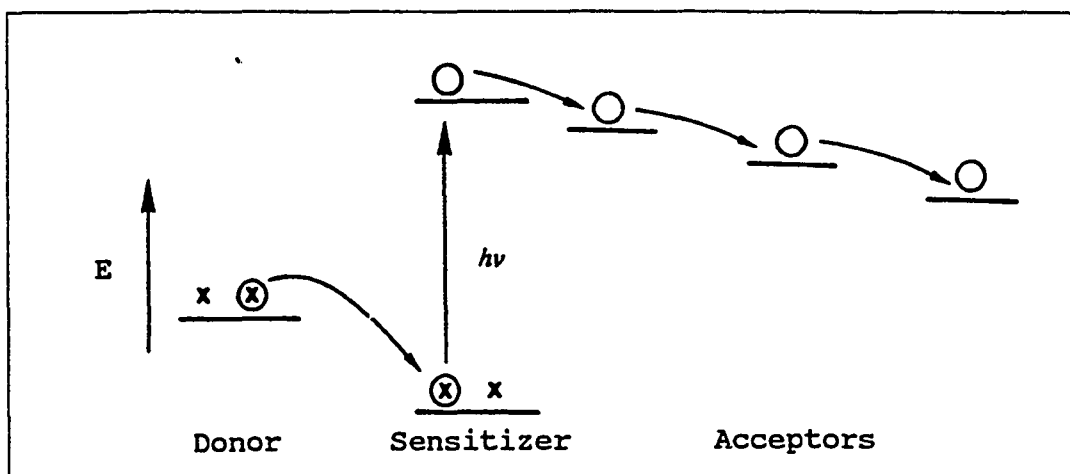 E
hν
x x
x x
Donor Sensitizer Acceptors